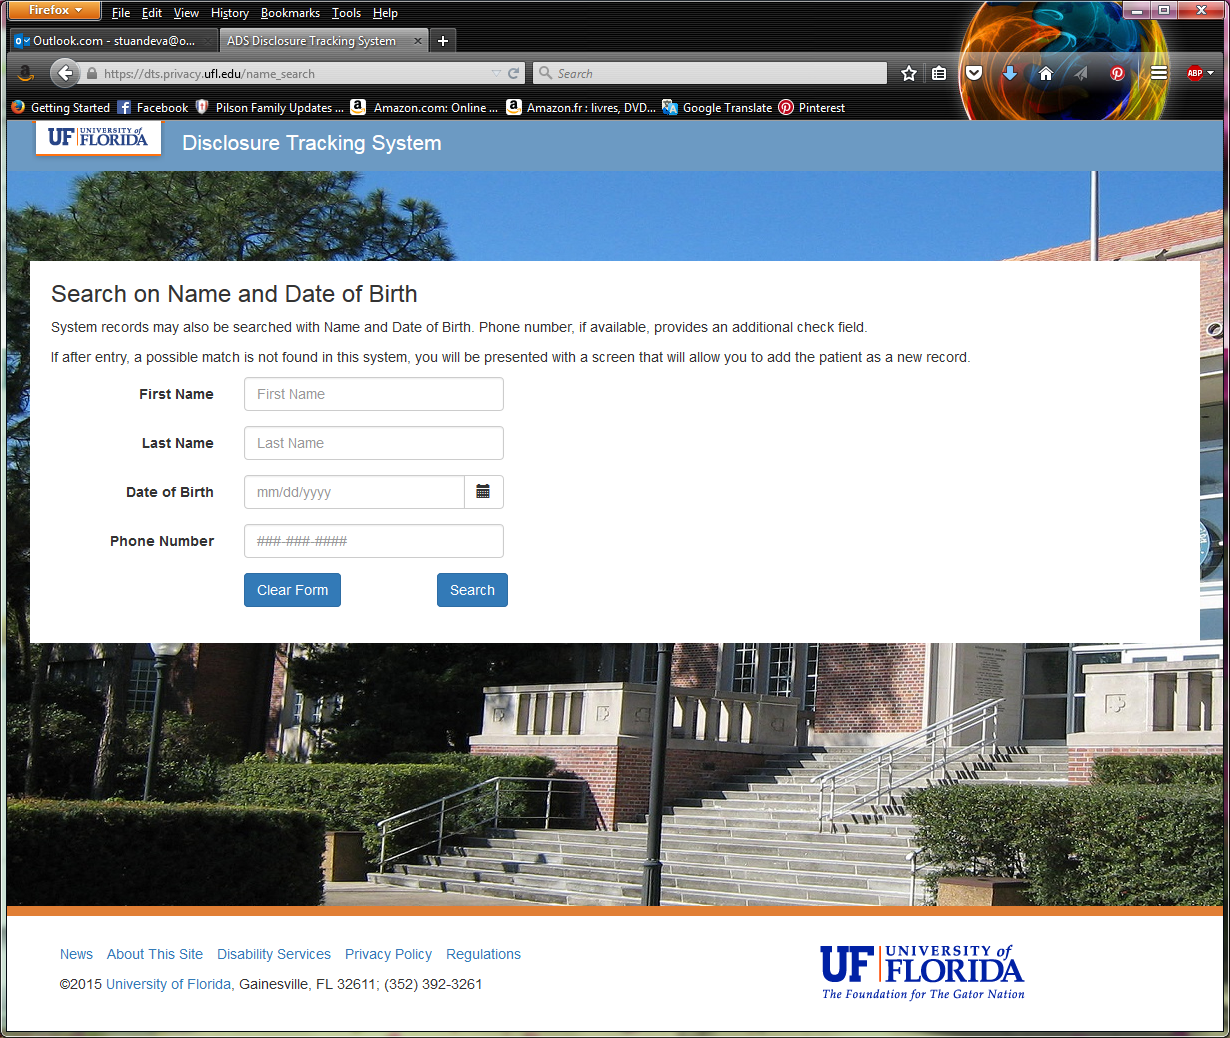 Firefox
File Edit View History Bookmarks Tools Help
Outlook.com - stuandeva@o...
ADS Disclosure Tracking System
https://dts.privacy.ufl.edu/name_search
Search
ABP
Getting Started Facebook Pilson Family Updates ... Amazon.com: Online ... Amazon.fr : livres, DVD... Google Translate Pinterest
UF UNIVERSITY of FLORIDA
Disclosure Tracking System
Search on Name and Date of Birth
System records may also be searched with Name and Date of Birth. Phone number, if available, provides an additional check field.
If after entry, a possible match is not found in this system, you will be presented with a screen that will allow you to add the patient as a new record.
First Name First Name
Last Name Last Name
Date of Birth mm/dd/yyyy
Phone Number ###-###-####
Clear Form Search
News About This Site Disability Services Privacy Policy Regulations
©2015 University of Florida, Gainesville, FL 32611; (352) 392-3261
UF UNIVERSITY of FLORIDA
The Foundation for The Gator Nation